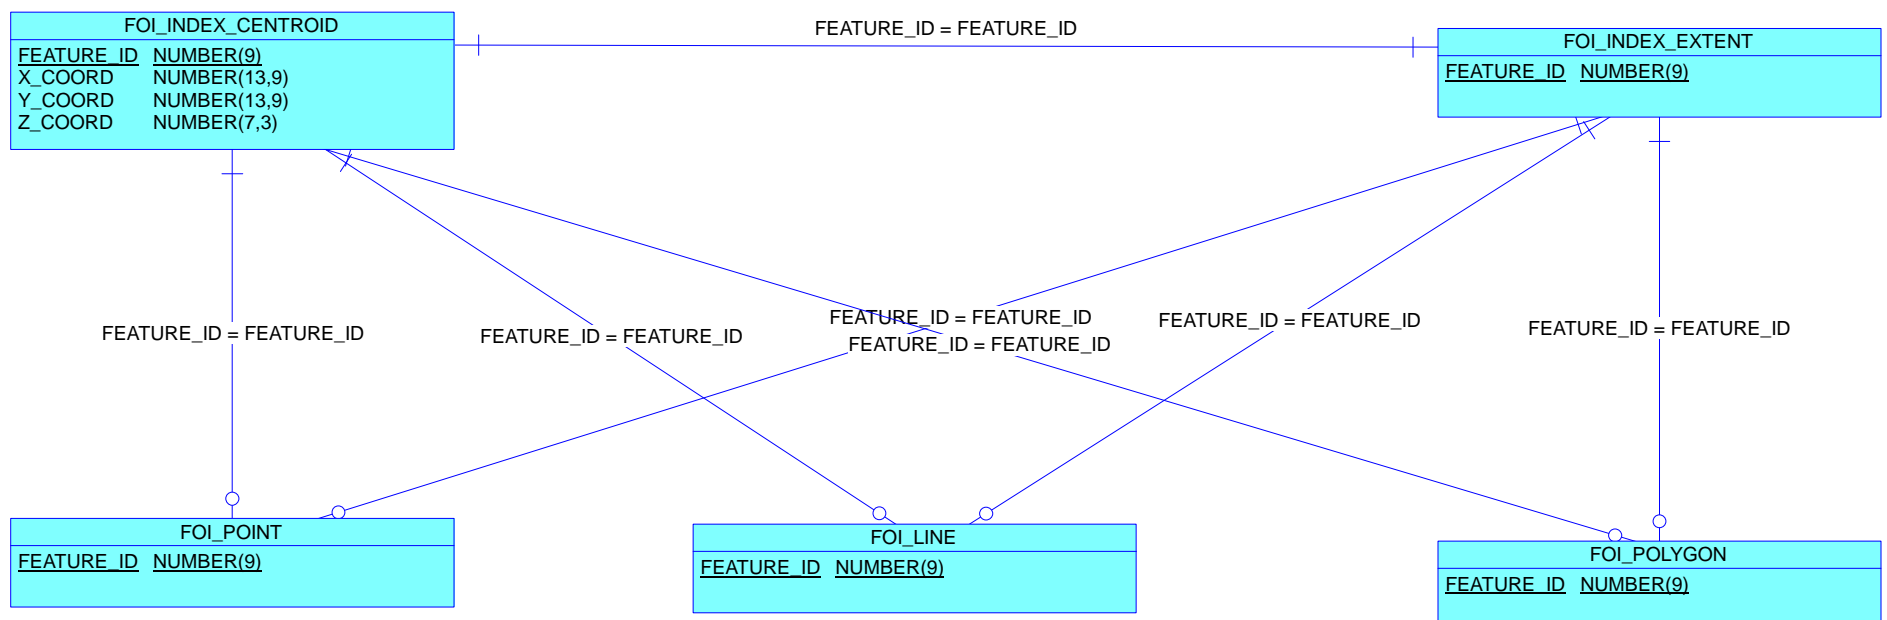 FOI_INDEX_CENTROID
FEATURE_ID NUMBER(9)
X_COORD NUMBER(13,9)
Y_COORD NUMBER(13,9)
Z_COORD NUMBER(7,3)
FEATURE_ID = FEATURE_ID
FOI_INDEX_EXTENT
FEATURE_ID NUMBER(9)
FEATURE_ID = FEATURE_ID
FEATURE_ID = FEATURE_ID
FEATURE_ID = FEATURE_ID
FEATURE_ID = FEATURE_ID
FEATURE_ID = FEATURE_ID
FEATURE_ID = FEATURE_ID
FOI_POINT
FEATURE_ID NUMBER(9)
FOI_LINE
FEATURE_ID NUMBER(9)
FOI_POLYGON
FEATURE_ID NUMBER(9)